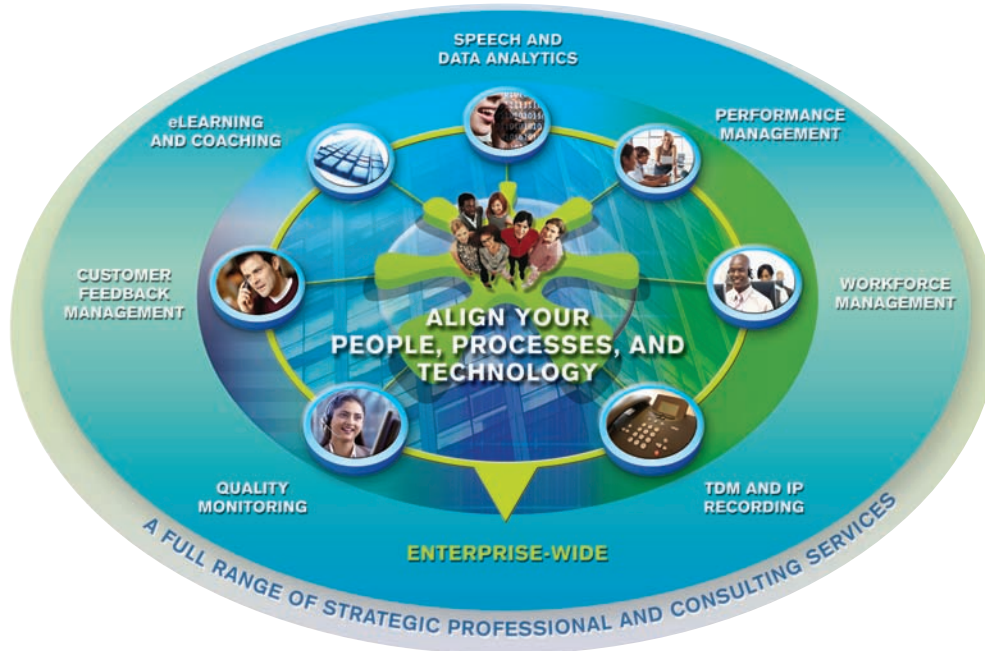 SPEECH AND
DATA ANALYTICS
eLEARNING
AND COACHING
PERFORMANCE
MANAGEMENT
CUSTOMER
FEEDBACK
MANAGEMENT
WORKFORCE
MANAGEMENT
ALIGN YOUR
PEOPLE, PROCESSES, AND
TECHNOLOGY
QUALITY
MONITORING
TDM AND IP
RECORDING
ENTERPRISE-WIDE
A FULL RANGE OF STRATEGIC PROFESSIONAL AND CONSULTING SERVICES